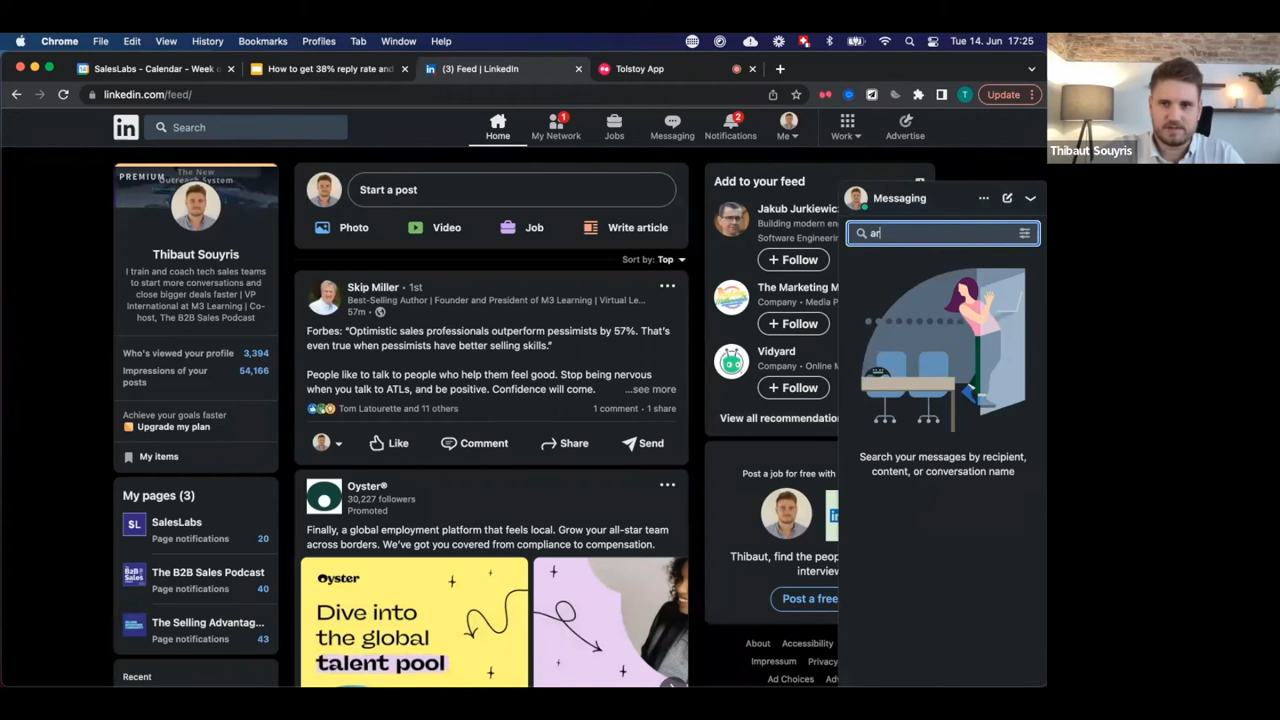 Chrome File Edit View History Bookmarks Profiles Tab Window Help Tue 14. Jun 17:25
SalesLabs - Calendar - Week o
How to get 38% reply rate and
(3) Feed | LinkedIn
Tolstoy App
linkedin.com/feed/
T
Update
in
Search
Home
1
My Network
Jobs
Messaging
2
Notifications
Me
Work
Advertise
Thibaut Souyris
PREMIUM
The New
Outreach System
Thibaut Souyris
I train and coach tech sales teams
to start more conversations and
close bigger deals faster | VP
International at M3 Learning | Co-
host, The B2B Sales Podcast
Who's viewed your profile 3,394
Impressions of your
posts
54,166
Achieve your goals faster
Upgrade my plan
My items
My pages (3)
SL
SalesLabs
Page notifications 20
The B2B Sales Podcast
Page notifications 40
The Selling Advantag...
Page notifications 43
Recent
Start a post
Photo
Video
Job
Write article
Sort by: Top
Skip Miller • 1st
Best-Selling Author | Founder and President of M3 Learning | Virtual Le...
57m •
Forbes: “Optimistic sales professionals outperform pessimists by 57%. That’s
even true when pessimists have better selling skills.”
People like to talk to people who help them feel good. Stop being nervous
when you talk to ATLs, and be positive. Confidence will come. ...see more
Tom Latourette and 11 others
1 comment • 1 share
Like
Comment
Share
Send
Oyster®
30,227 followers
Promoted
Finally, a global employment platform that feels local. Grow your all-star team
across borders. We’ve got you covered from compliance to compensation.
Oyster
Dive into
the global
talent pool
Add to your feed
Jakub Jurkiewicz
Building modern en
Software Engineerin
+ Follow
The Marketing M
Company • Media P
+ Follow
Vidyard
Company • Online M
+ Follow
View all recommendation
Post a job for free with
in
Thibaut, find the peop
interview
Post a free
About Accessibility
Impressum Privacy
Ad Choices Adv
Messaging
ar
Search your messages by recipient,
content, or conversation name